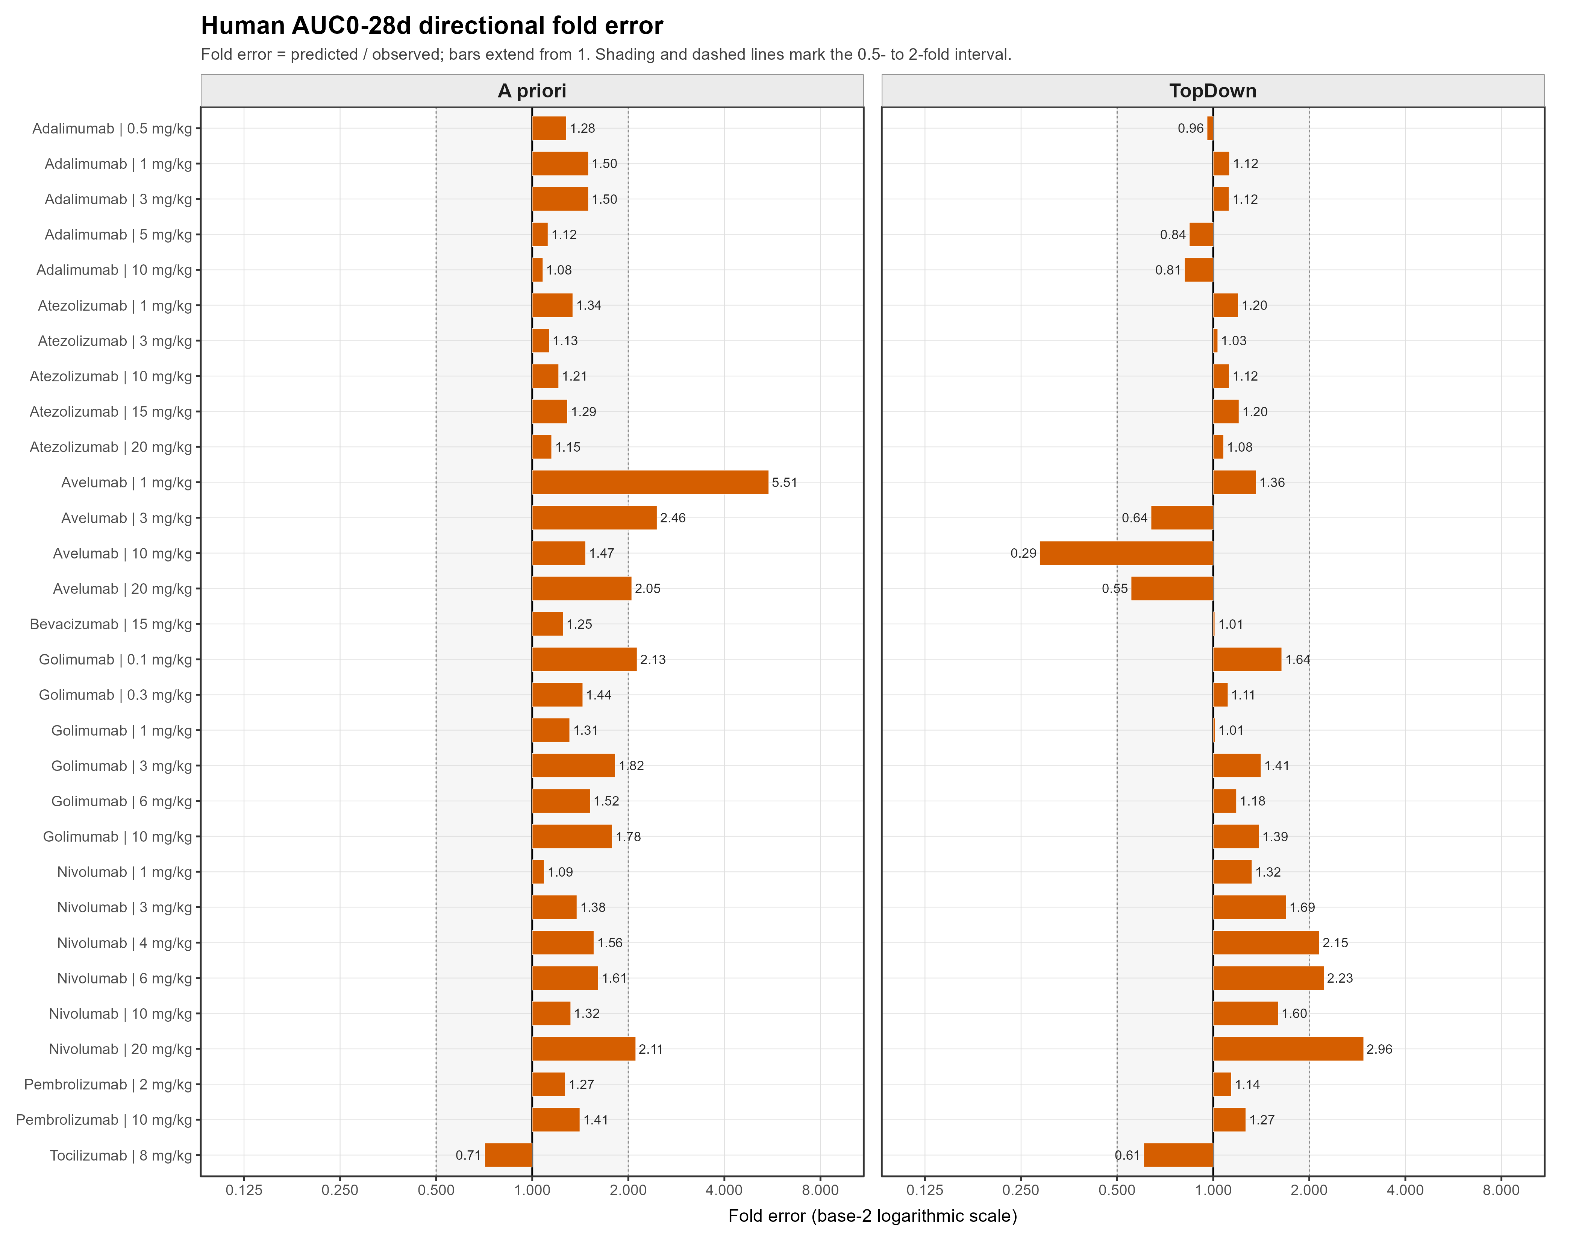 Human AUC0-28d directional fold error
Fold error = predicted / observed; bars extend from 1. Shading and dashed lines mark the 0.5- to 2-fold interval.
A priori TopDown
Adalimumab | 0.5 mg/kg 1.28 0.96
Adalimumab | 1 mg/kg 1.50 1.12
Adalimumab | 3 mg/kg 1.50 1.12
Adalimumab | 5 mg/kg 1.12 0.84
Adalimumab | 10 mg/kg 1.08 0.81
Atezolizumab | 1 mg/kg 1.34 1.20
Atezolizumab | 3 mg/kg 1.13 1.03
Atezolizumab | 10 mg/kg 1.21 1.12
Atezolizumab | 15 mg/kg 1.29 1.20
Atezolizumab | 20 mg/kg 1.15 1.08
Avelumab | 1 mg/kg 5.51 1.36
Avelumab | 3 mg/kg 2.46 0.64
Avelumab | 10 mg/kg 1.47 0.29
Avelumab | 20 mg/kg 2.05 0.55
Bevacizumab | 15 mg/kg 1.25 1.01
Golimumab | 0.1 mg/kg 2.13 1.64
Golimumab | 0.3 mg/kg 1.44 1.11
Golimumab | 1 mg/kg 1.31 1.01
Golimumab | 3 mg/kg 1.82 1.41
Golimumab | 6 mg/kg 1.52 1.18
Golimumab | 10 mg/kg 1.78 1.39
Nivolumab | 1 mg/kg 1.09 1.32
Nivolumab | 3 mg/kg 1.38 1.69
Nivolumab | 4 mg/kg 1.56 2.15
Nivolumab | 6 mg/kg 1.61 2.23
Nivolumab | 10 mg/kg 1.32 1.60
Nivolumab | 20 mg/kg 2.11 2.96
Pembrolizumab | 2 mg/kg 1.27 1.14
Pembrolizumab | 10 mg/kg 1.41 1.27
Tocilizumab | 8 mg/kg 0.71 0.61
0.125 0.250 0.500 1.000 2.000 4.000 8.000 0.125 0.250 0.500 1.000 2.000 4.000 8.000
Fold error (base-2 logarithmic scale)